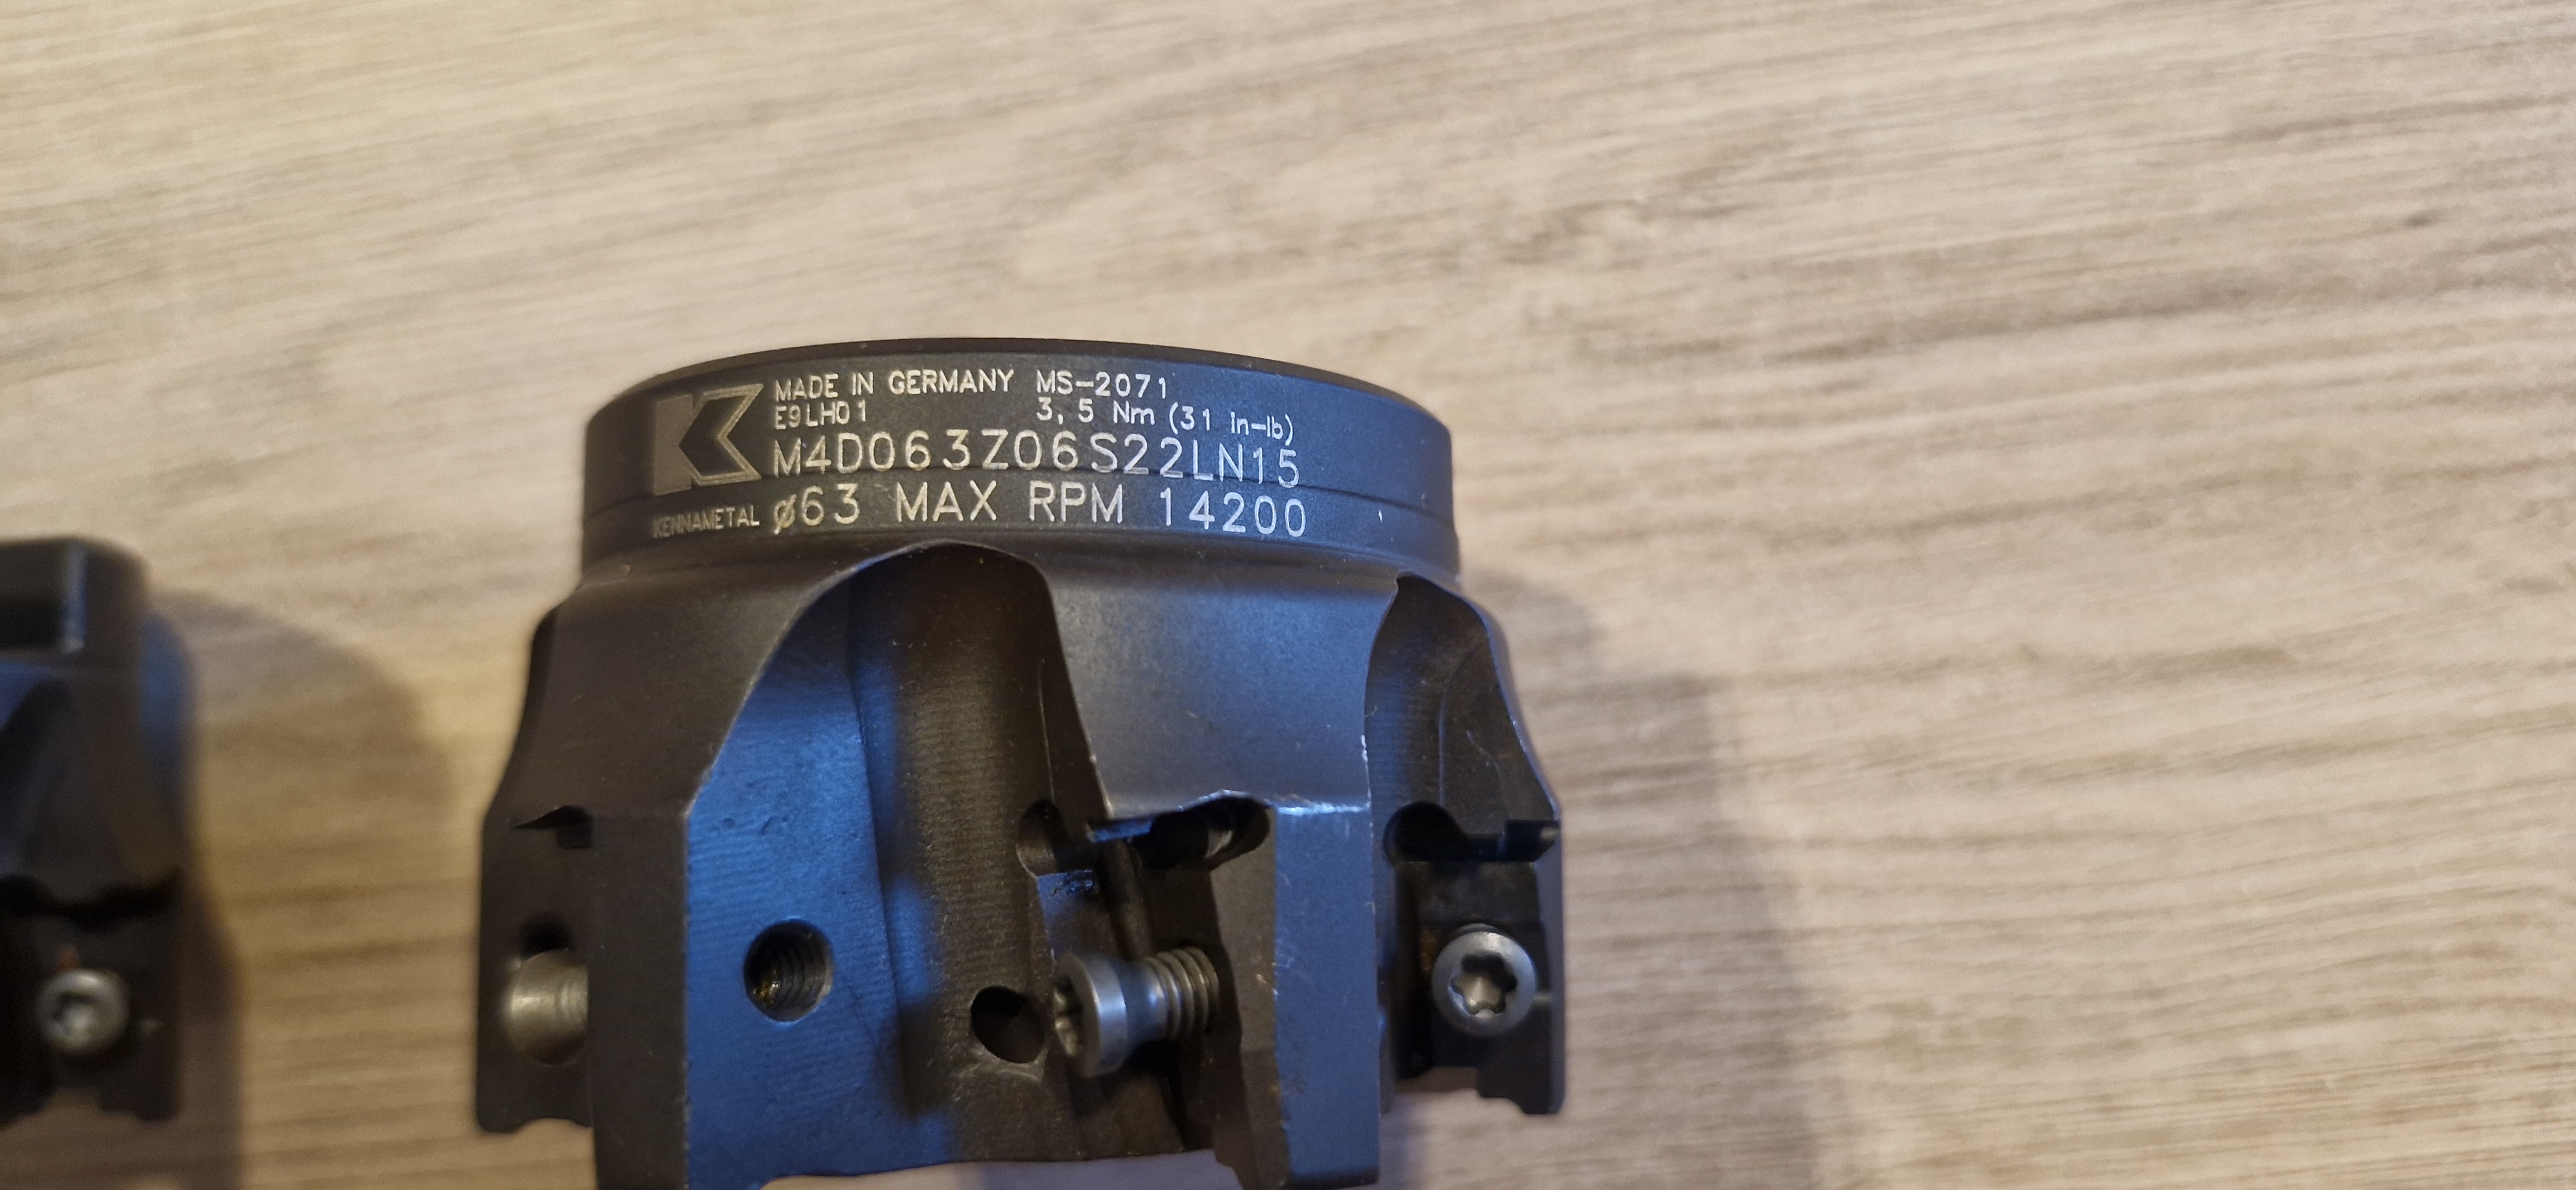 MADE IN GERMANY MS-2071
E9LH01 3,5 Nm (31 in-lb)
M4D063Z06S22LN15
KENNAMETAL ø63 MAX RPM 14200